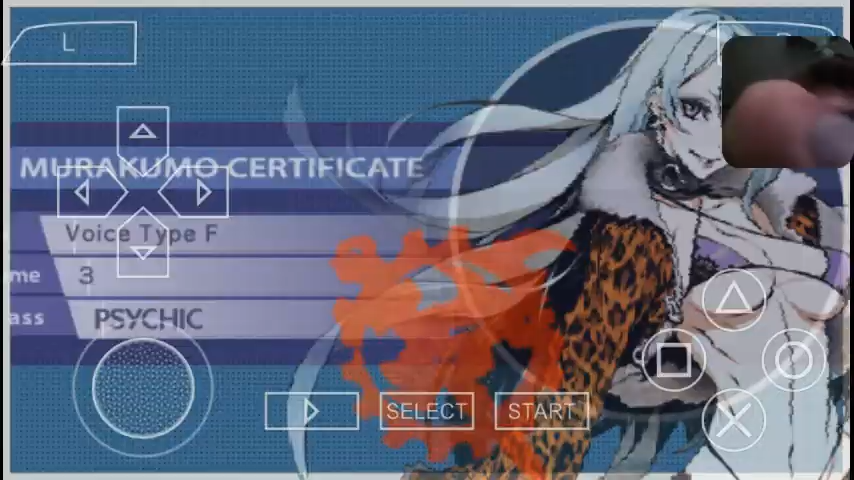 L
MURAKUMO CERTIFICATE
Voice Type F
me 3
ass PSYCHIC
SELECT START